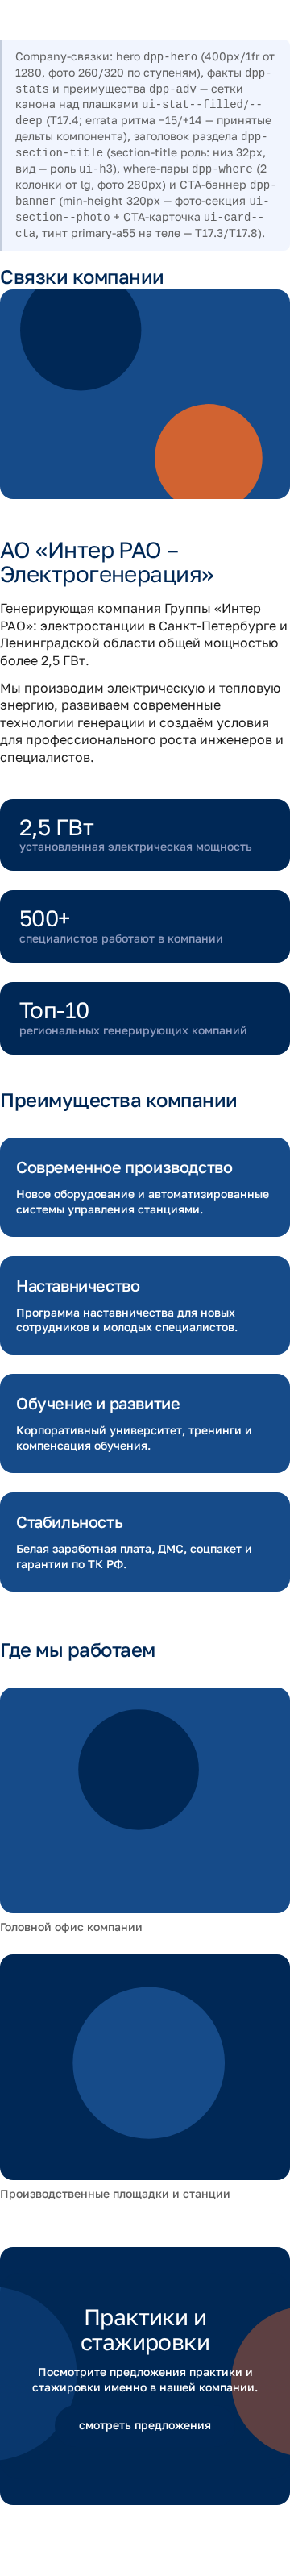 Company-связки: hero dpp-hero (400px/1fr от
1280, фото 260/320 по ступеням), факты dpp-
stats и преимущества dpp-adv — сетки
канона над плашками ui-stat--filled/--
deep (T17.4; errata ритма −15/+14 — принятые
дельты компонента), заголовок раздела dpp-
section-title (section-title роль: низ 32px,
вид — роль ui-h3), where-пары dpp-where (2
колонки от lg, фото 280px) и CTA-баннер dpp-
banner (min-height 320px — фото-секция ui-
section--photo + CTA-карточка ui-card--
cta, тинт primary-a55 на теле — T17.3/T17.8).
Связки компании
АО «Интер РАО –
Электрогенерация»
Генерирующая компания Группы «Интер
РАО»: электростанции в Санкт-Петербурге и
Ленинградской области общей мощностью
более 2,5 ГВт.
Мы производим электрическую и тепловую
энергию, развиваем современные
технологии генерации и создаём условия
для профессионального роста инженеров и
специалистов.
2,5 ГВт
установленная электрическая мощность
500+
специалистов работают в компании
Топ-10
региональных генерирующих компаний
Преимущества компании
Современное производство
Новое оборудование и автоматизированные
системы управления станциями.
Наставничество
Программа наставничества для новых
сотрудников и молодых специалистов.
Обучение и развитие
Корпоративный университет, тренинги и
компенсация обучения.
Стабильность
Белая заработная плата, ДМС, соцпакет и
гарантии по ТК РФ.
Где мы работаем
Головной офис компании
Производственные площадки и станции
Практики и
стажировки
Посмотрите предложения практики и
стажировки именно в нашей компании.
смотреть предложения